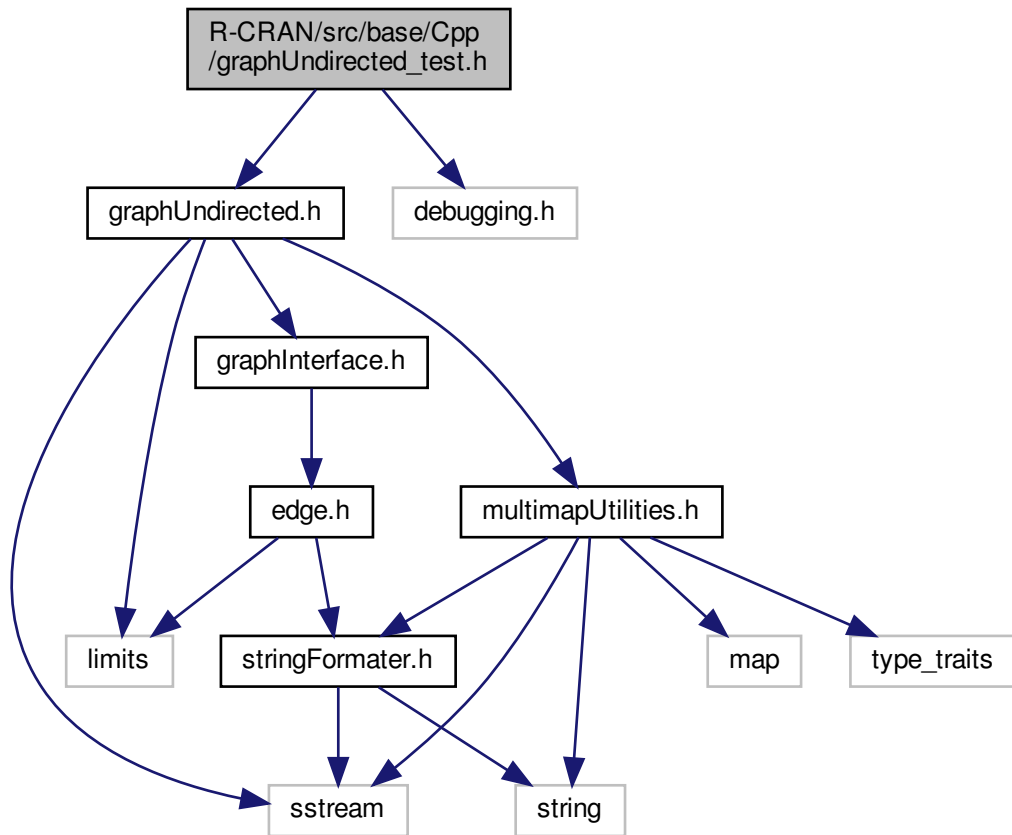 R-CRAN/src/base/Cpp
/graphUndirected_test.h
graphUndirected.h
debugging.h
graphInterface.h
edge.h
multimapUtilities.h
limits
stringFormater.h
map
type_traits
sstream
string